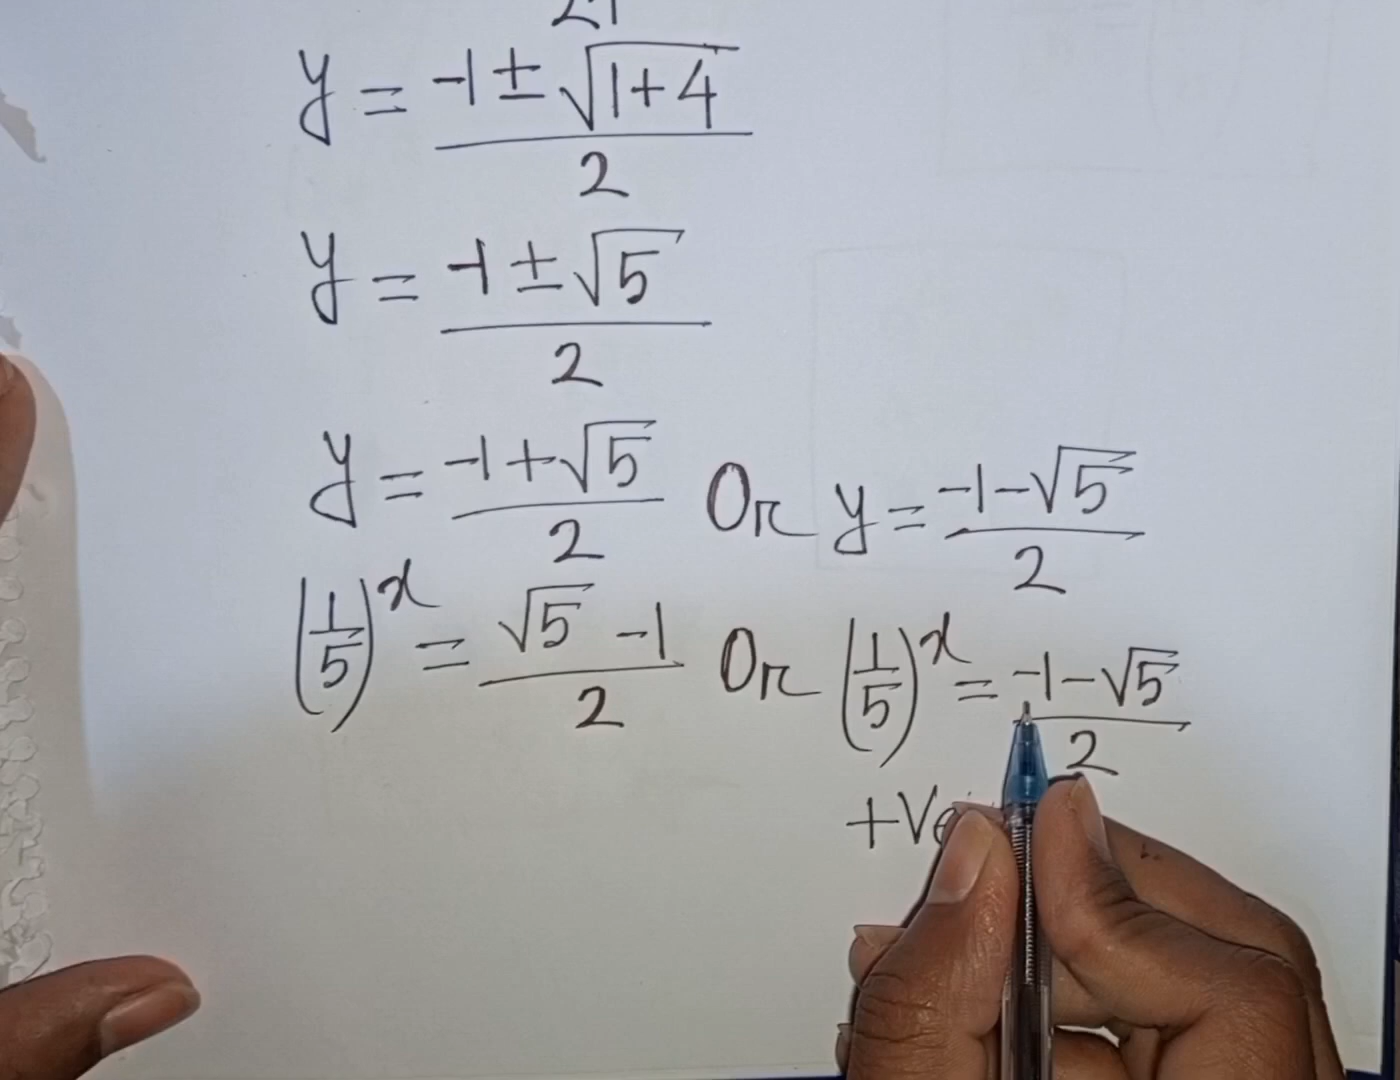 y = (-1 ± √(1+4))/2
y = (-1 ± √5)/2
y = (-1+√5)/2 Or y = (-1-√5)/2
(1/5)^x = (√5 -1)/2 Or (1/5)^x = (-1-√5)/2